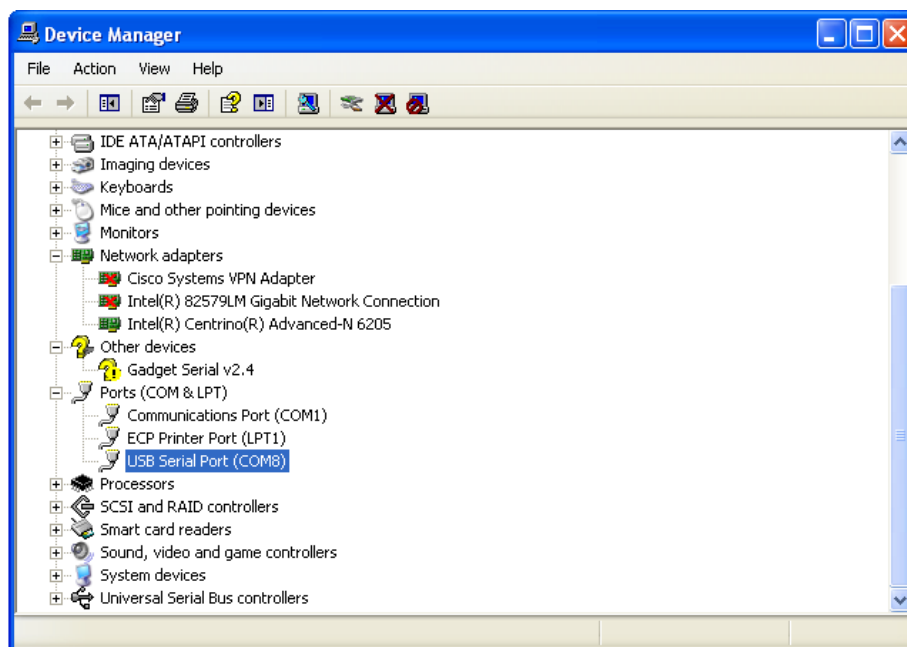 Device Manager
File Action View Help
IDE ATA/ATAPI controllers
Imaging devices
Keyboards
Mice and other pointing devices
Monitors
Network adapters
Cisco Systems VPN Adapter
Intel(R) 82579LM Gigabit Network Connection
Intel(R) Centrino(R) Advanced-N 6205
Other devices
Gadget Serial v2.4
Ports (COM & LPT)
Communications Port (COM1)
ECP Printer Port (LPT1)
USB Serial Port (COM8)
Processors
SCSI and RAID controllers
Smart card readers
Sound, video and game controllers
System devices
Universal Serial Bus controllers